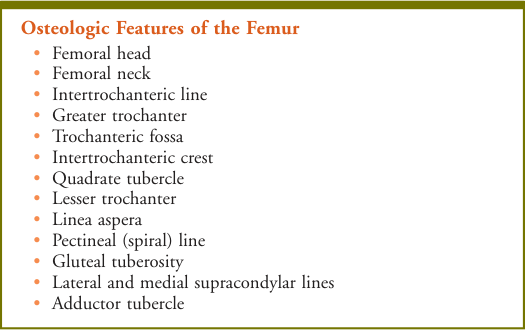 Osteologic Features of the Femur
• Femoral head
• Femoral neck
• Intertrochanteric line
• Greater trochanter
• Trochanteric fossa
• Intertrochanteric crest
• Quadrate tubercle
• Lesser trochanter
• Linea aspera
• Pectineal (spiral) line
• Gluteal tuberosity
• Lateral and medial supracondylar lines
• Adductor tubercle